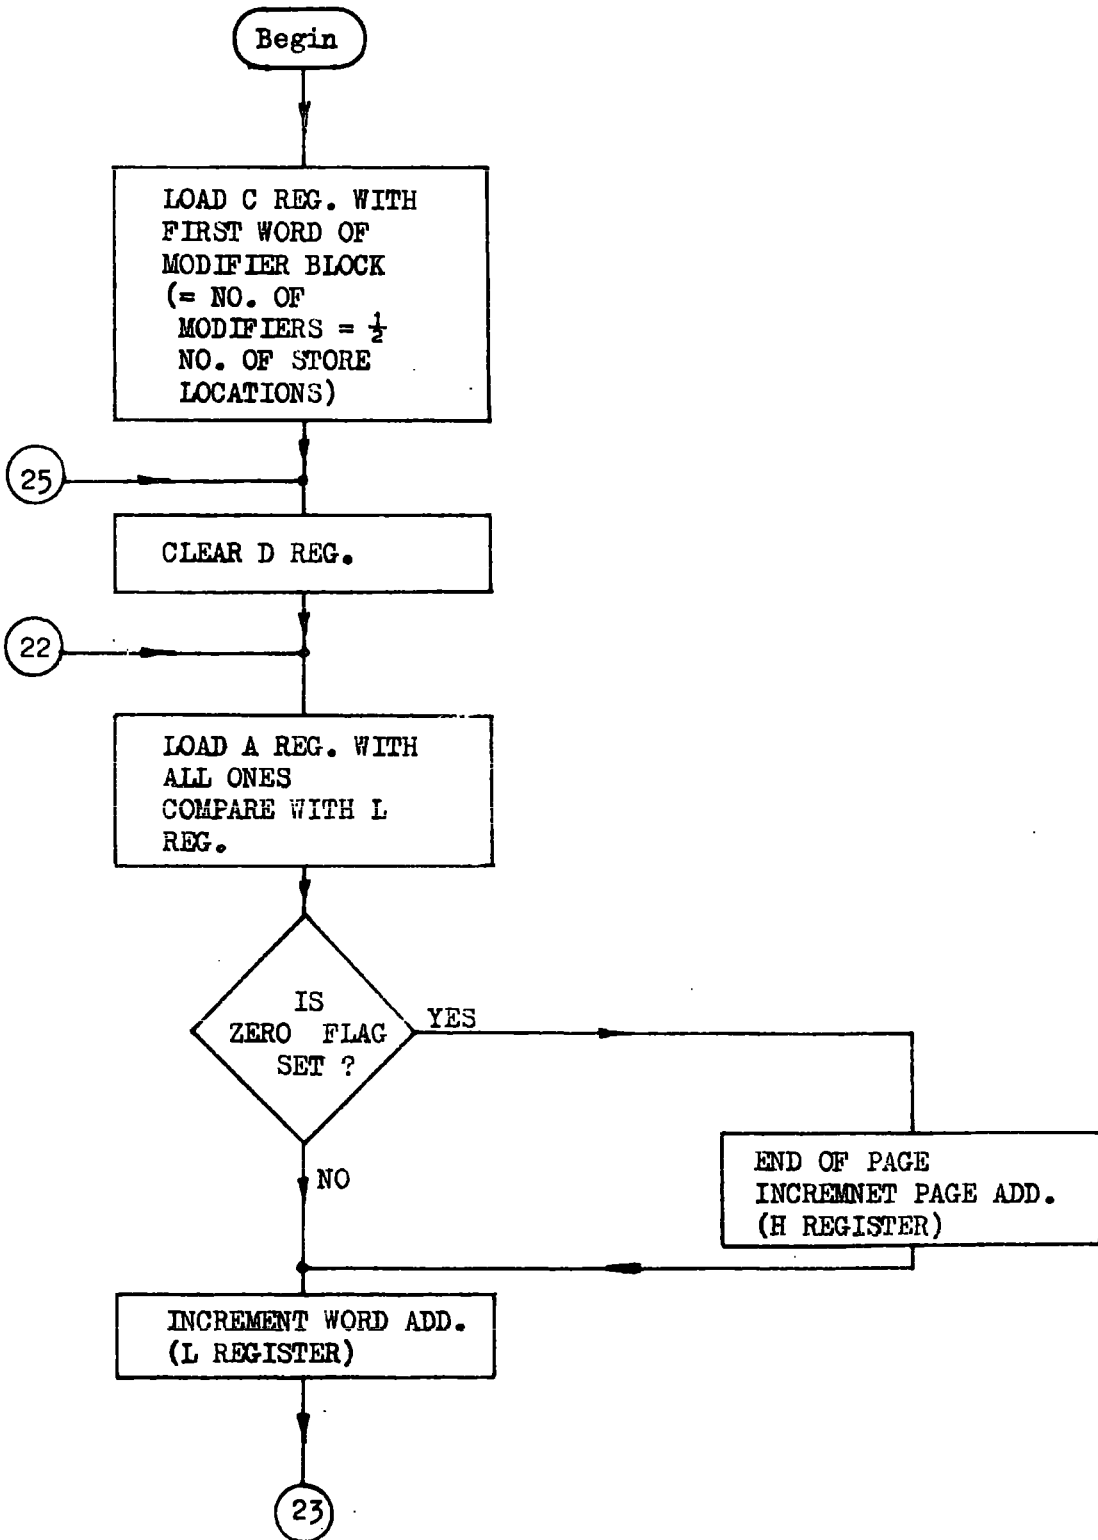 Begin
LOAD C REG. WITH
FIRST WORD OF
MODIFIER BLOCK
(= NO. OF
MODIFIERS = ½
NO. OF STORE
LOCATIONS)
25
CLEAR D REG.
22
LOAD A REG. WITH
ALL ONES
COMPARE WITH L
REG.
IS
ZERO FLAG
SET ?
YES
NO
END OF PAGE
INCREMNET PAGE ADD.
(H REGISTER)
INCREMENT WORD ADD.
(L REGISTER)
23